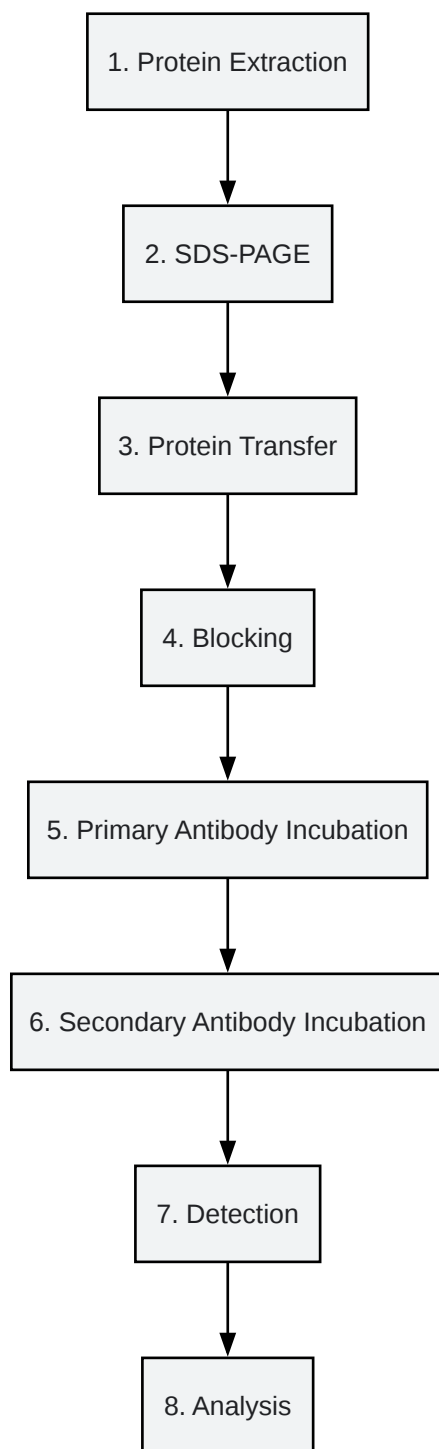 1. Protein Extraction
2. SDS-PAGE
3. Protein Transfer
4. Blocking
5. Primary Antibody Incubation
6. Secondary Antibody Incubation
7. Detection
8. Analysis